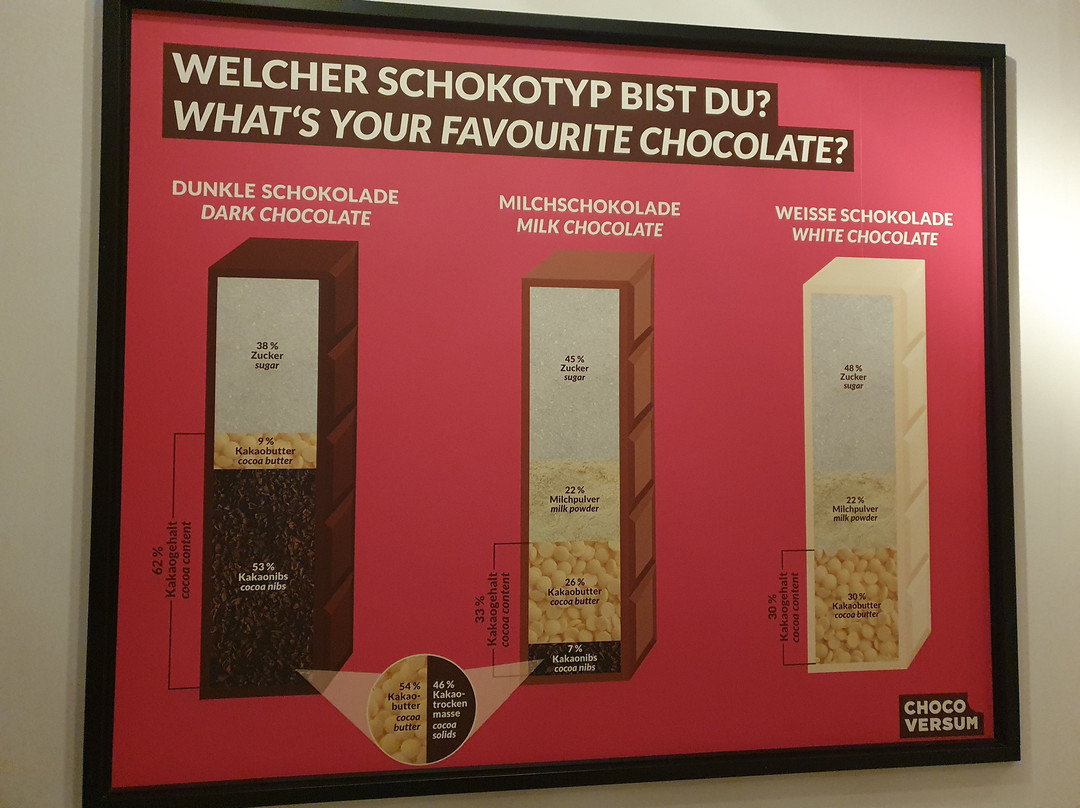 WELCHER SCHOKOTYP BIST DU?
WHAT'S YOUR FAVOURITE CHOCOLATE?
DUNKLE SCHOKOLADE
DARK CHOCOLATE
38 %
Zucker
sugar
9 %
Kakaobutter
cocoa butter
53 %
Kakaonibs
cocoa nibs
62 %
Kakaogehalt
cocoa content
54 %
Kakao-
butter
cocoa
butter
46 %
Kakao-
trocken
masse
cocoa
solids
MILCHSCHOKOLADE
MILK CHOCOLATE
45 %
Zucker
sugar
22 %
Milchpulver
milk powder
26 %
Kakaobutter
cocoa butter
7 %
Kakaonibs
cocoa nibs
33 %
Kakaogehalt
cocoa content
WEISSE SCHOKOLADE
WHITE CHOCOLATE
48 %
Zucker
sugar
22 %
Milchpulver
milk powder
30 %
Kakaobutter
cocoa butter
30 %
Kakaogehalt
cocoa content
CHOCO
VERSUM